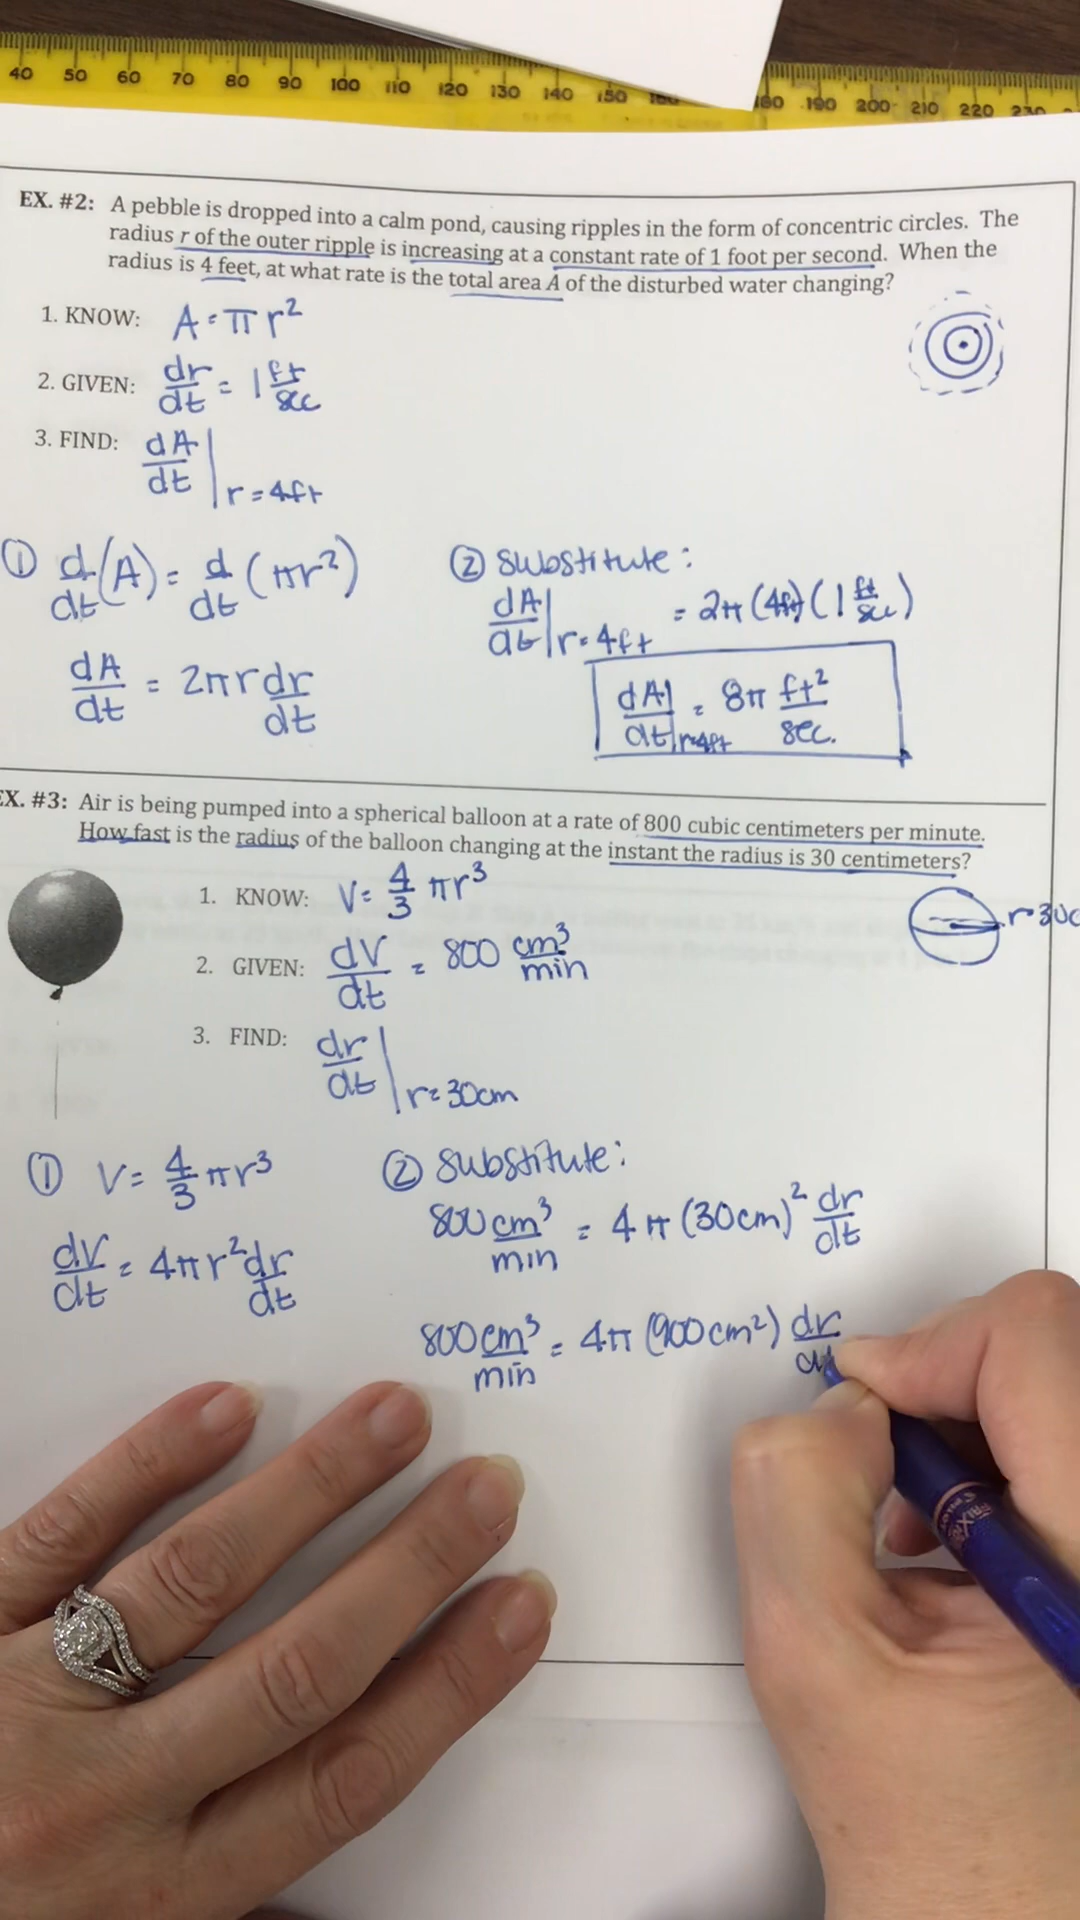 40 50 60 70 80 90 100 110 120 130 140 150 160 180 190 200 210 220 230
EX. #2: A pebble is dropped into a calm pond, causing ripples in the form of concentric circles. The
radius r of the outer ripple is increasing at a constant rate of 1 foot per second. When the
radius is 4 feet, at what rate is the total area A of the disturbed water changing?
1. KNOW: A = πr²
2. GIVEN: dr/dt = 1 ft/sec
3. FIND: dA/dt | r = 4ft
① d/dt (A) = d/dt (πr²)
dA/dt = 2πr dr/dt
② substitute:
dA/dt | r = 4ft = 2π (4ft) (1 ft/sec)
dA/dt | r=4ft = 8π ft²/sec.
EX. #3: Air is being pumped into a spherical balloon at a rate of 800 cubic centimeters per minute.
How fast is the radius of the balloon changing at the instant the radius is 30 centimeters?
1. KNOW: V = 4/3 πr³
r=30c
2. GIVEN: dV/dt = 800 cm³/min
3. FIND: dr/dt | r = 30cm
① V = 4/3 πr³
dV/dt = 4πr² dr/dt
② substitute:
800 cm³/min = 4π (30cm)² dr/dt
800 cm³/min = 4π (900cm²) dr/dt